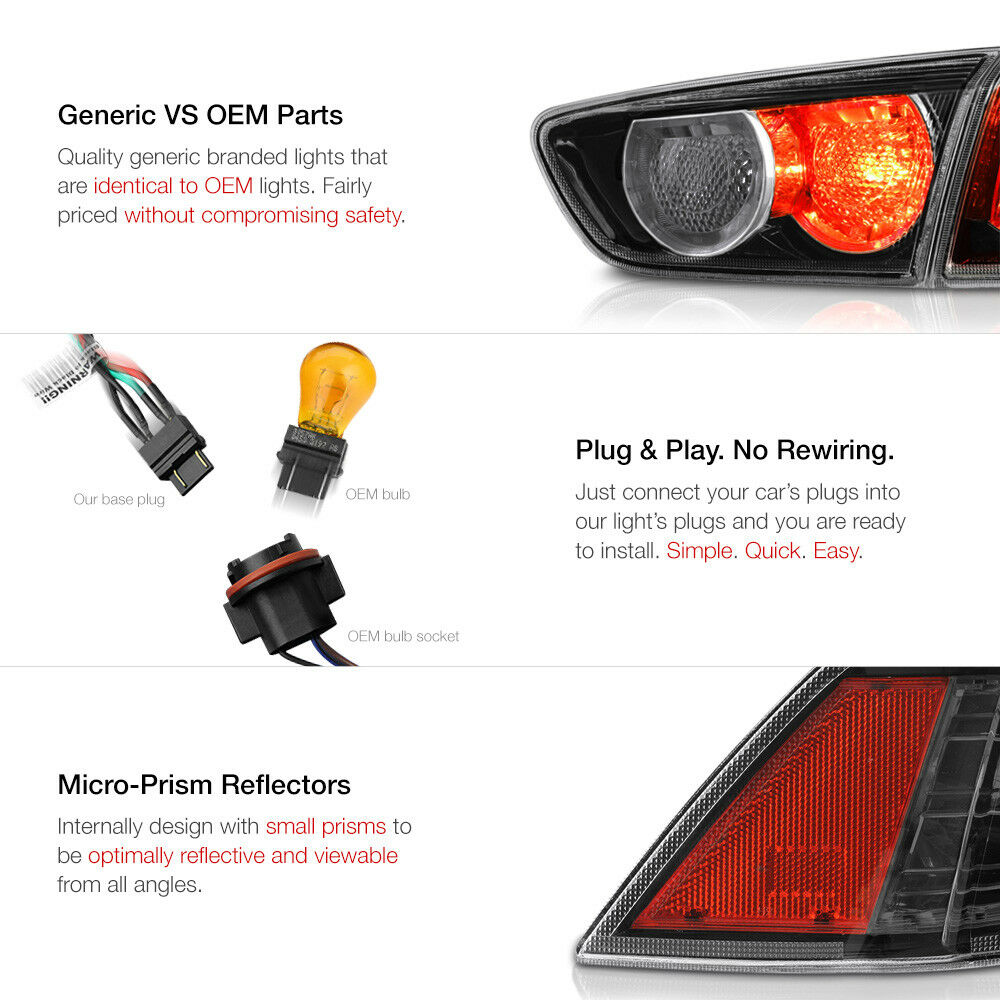 Generic VS OEM Parts
Quality generic branded lights that
are identical to OEM lights. Fairly
priced without compromising safety.
WARNING!!
Our base plug
OEM bulb
OEM bulb socket
Plug & Play. No Rewiring.
Just connect your car's plugs into
our light's plugs and you are ready
to install. Simple. Quick. Easy.
Micro-Prism Reflectors
Internally design with small prisms to
be optimally reflective and viewable
from all angles.